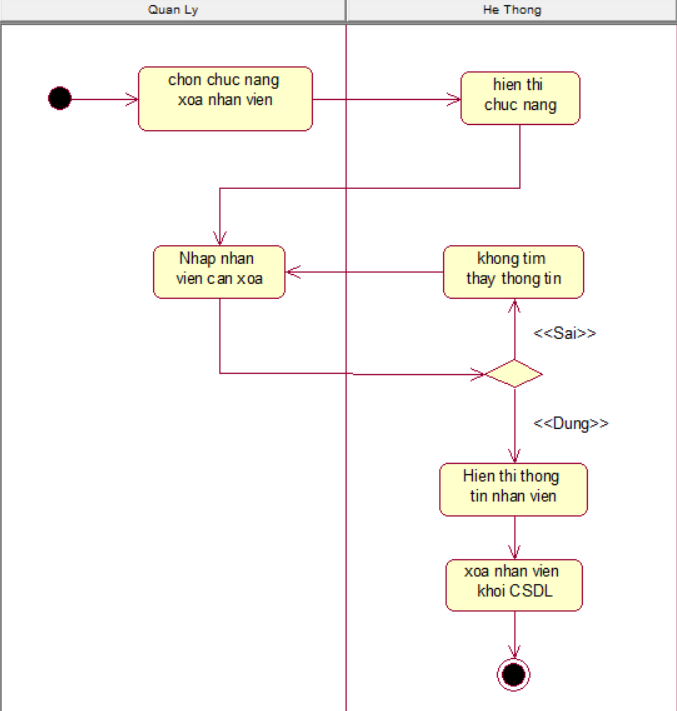 Quan Ly
He Thong
chon chuc nang
xoa nhan vien
hien thi
chuc nang
Nhap nhan
vien can xoa
khong tim
thay thong tin
<<Sai>>
<<Dung>>
Hien thi thong
tin nhan vien
xoa nhan vien
khoi CSDL